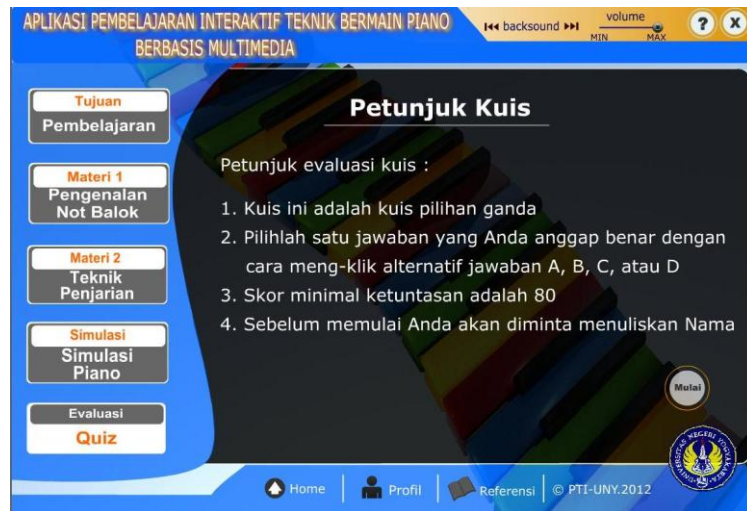 APLIKASI PEMBELAJARAN INTERAKTIF TEKNIK BERMAIN PIANO
BERBASIS MULTIMEDIA
backsound
volume
MIN MAX
? X
Tujuan
Pembelajaran
Materi 1
Pengenalan
Not Balok
Materi 2
Teknik
Penjarian
Simulasi
Simulasi
Piano
Evaluasi
Quiz
Petunjuk Kuis
Petunjuk evaluasi kuis :
1. Kuis ini adalah kuis pilihan ganda
2. Pilihlah satu jawaban yang Anda anggap benar dengan
cara meng-klik alternatif jawaban A, B, C, atau D
3. Skor minimal ketuntasan adalah 80
4. Sebelum memulai Anda akan diminta menuliskan Nama
Mulai
UNIVERSITAS NEGERI YOGYAKARTA
Home Profil Referensi © PTI-UNY.2012